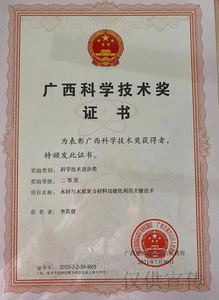 广西科学技术奖
证书
为表彰广西科学技术奖获得者，
特颁发此证书。
奖励类别：科学技术进步类
奖励等级：二等奖
项目名称：木材与木质复合材料功能化利用关键技术
获奖者：李英健
证书号：2020-J-2-30-R05
仅供宣传